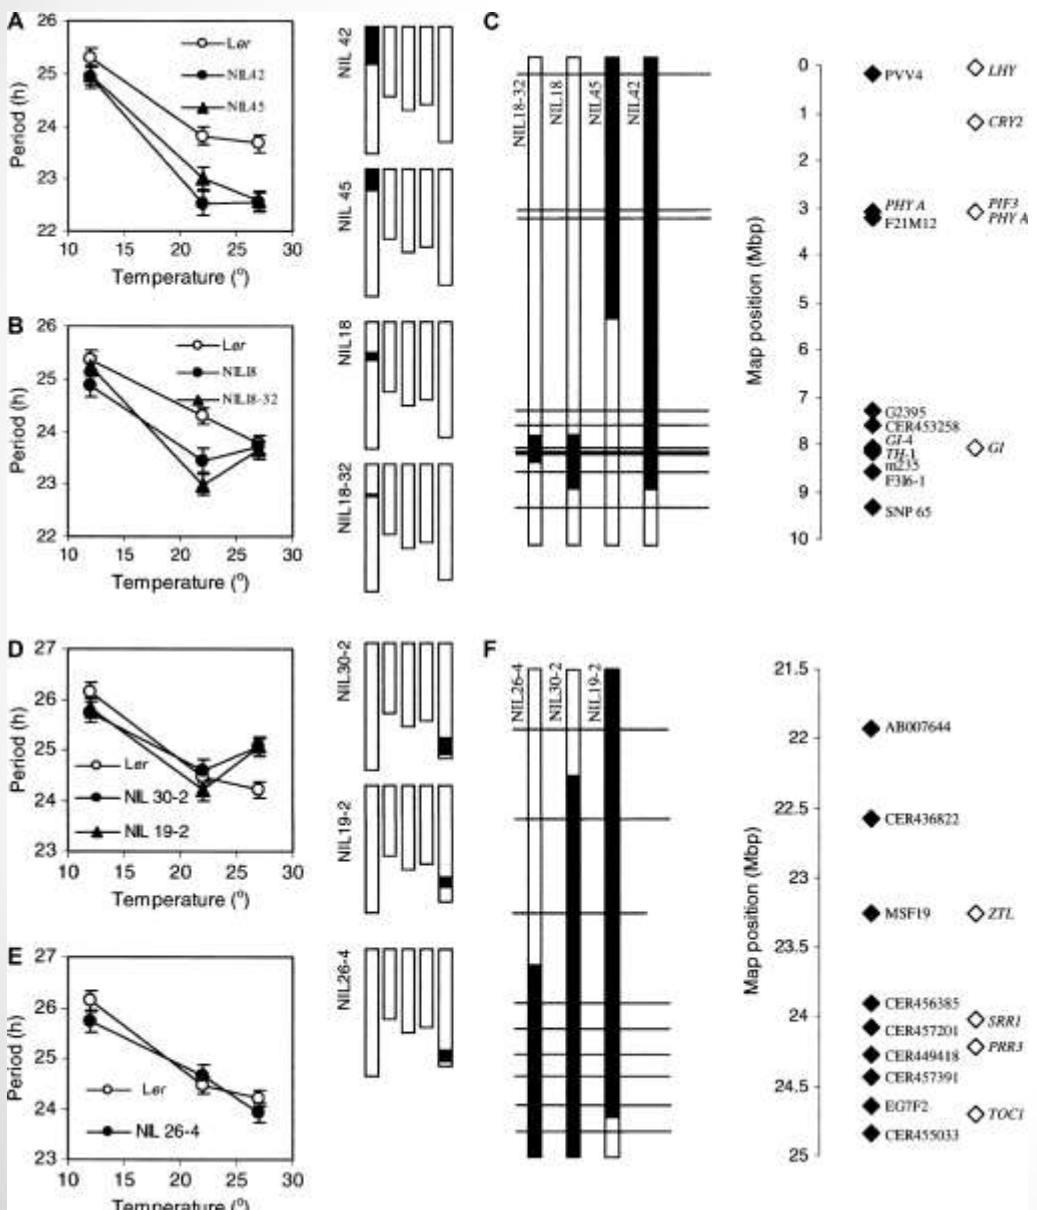 A
26
25
24
23
22
Period (h)
Ler
NIL42
NIL45
10 15 20 25 30
Temperature (°)
NIL 42
NIL 45
B
26
25
24
23
22
Period (h)
Ler
NIL18
NIL18-32
10 15 20 25 30
Temperature (°)
NIL18
NIL18-32
C
NIL18-32
NIL18
NIL45
NIL42
Map position (Mbp)
0
1
2
3
4
5
6
7
8
9
10
PVV4
PHY A
F21M12
G2395
CER453258
GI-4
TH-1
m235
F3I6-1
SNP 65
LHY
CRY2
PIF3
PHY A
GI
D
27
26
25
24
23
Period (h)
Ler
NIL 30-2
NIL 19-2
10 15 20 25 30
Temperature (°)
NIL30-2
NIL19-2
E
27
26
25
24
23
Period (h)
Ler
NIL 26-4
10 15 20 25 30
Temperature (°)
NIL26-4
F
NIL26-4
NIL30-2
NIL19-2
Map position (Mbp)
21.5
22
22.5
23
23.5
24
24.5
25
AB007644
CER436822
MSF19
CER456385
CER457201
CER449418
CER457391
EG7F2
CER455033
ZTL
SRR1
PRR3
TOC1